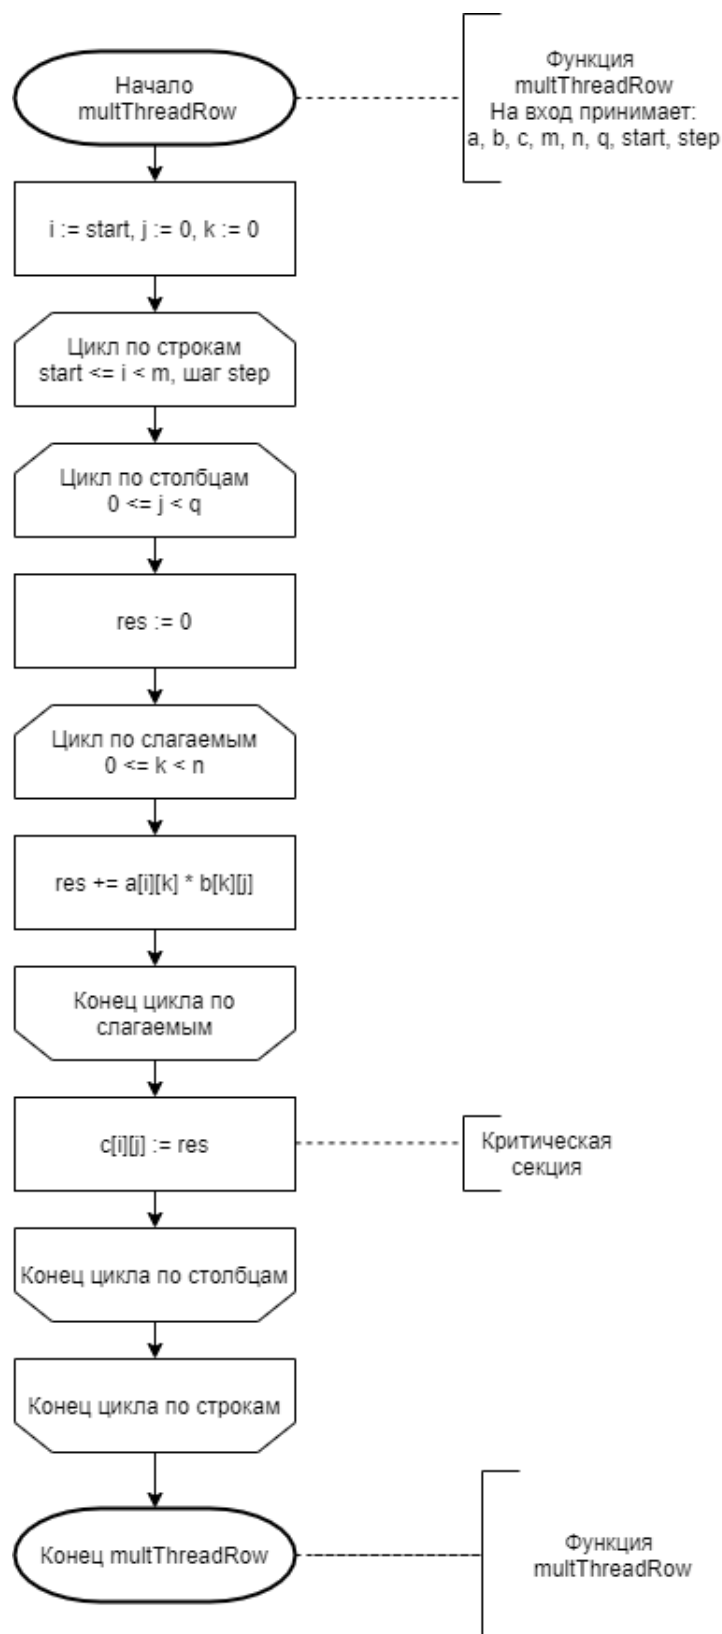 Начало
multThreadRow
Функция
multThreadRow
На вход принимает:
a, b, c, m, n, q, start, step
i := start, j := 0, k := 0
Цикл по строкам
start <= i < m, шаг step
Цикл по столбцам
0 <= j < q
res := 0
Цикл по слагаемым
0 <= k < n
res += a[i][k] * b[k][j]
Конец цикла по
слагаемым
c[i][j] := res
Критическая
секция
Конец цикла по столбцам
Конец цикла по строкам
Конец multThreadRow
Функция
multThreadRow